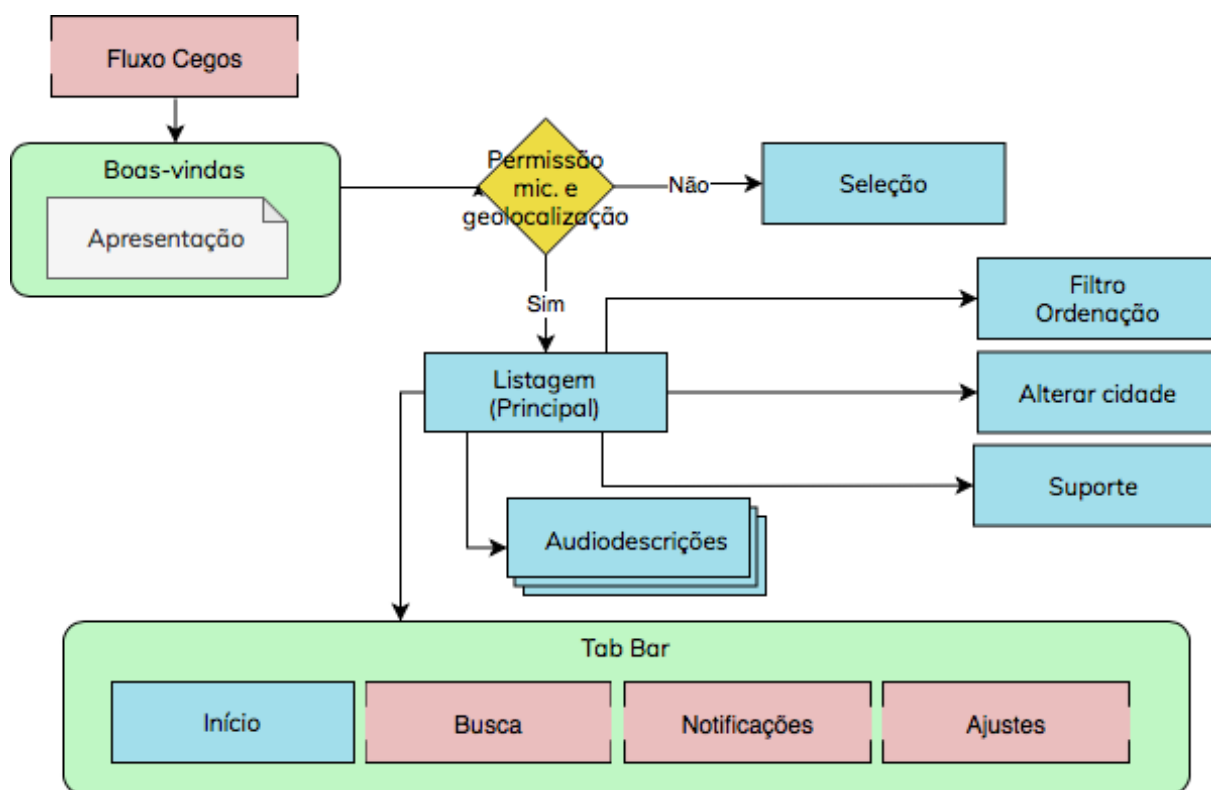 Fluxo Cegos
Boas-vindas
Apresentação
Permissão
mic. e
geolocalização
Não
Seleção
Sim
Filtro
Ordenação
Listagem
(Principal)
Alterar cidade
Suporte
Audiodescrições
Tab Bar
Início
Busca
Notificações
Ajustes